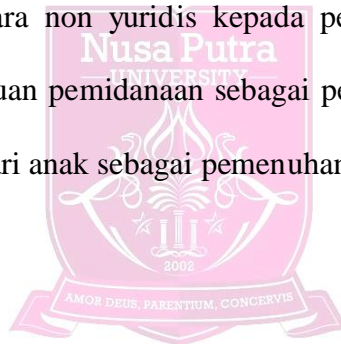 ara non yuridis kepada pe
Nusa Putra
UNIVERSITY
uan pemidanaan sebagai pe
ari anak sebagai pemenuhan
2002
AMOR DEUS, PARENTIUM, CONCERVIS